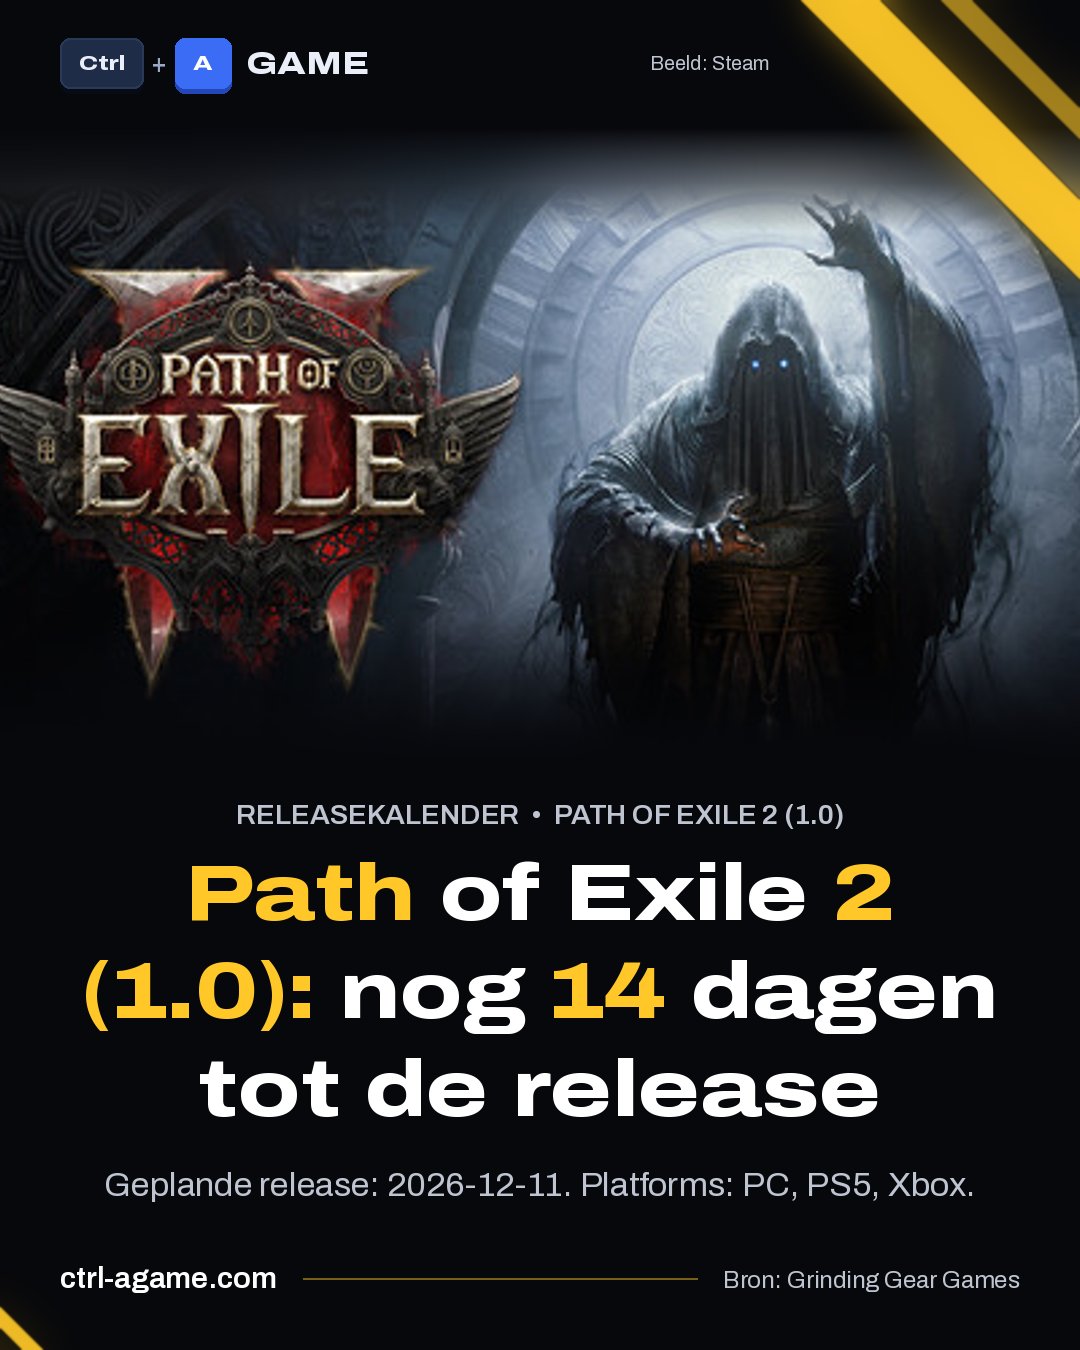 Ctrl + A GAME
Beeld: Steam
PATH OF
EXILE
RELEASEKALENDER • PATH OF EXILE 2 (1.0)
Path of Exile 2
(1.0): nog 14 dagen
tot de release
Geplande release: 2026-12-11. Platforms: PC, PS5, Xbox.
ctrl-agame.com
Bron: Grinding Gear Games